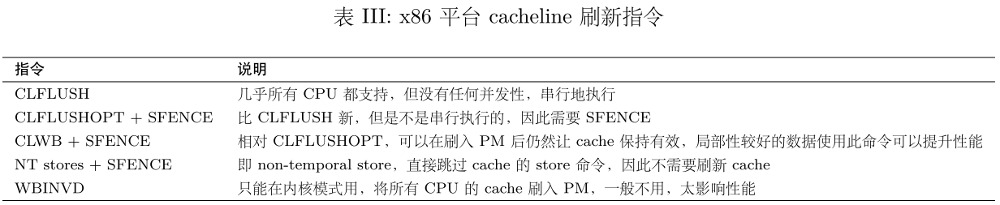 表 III: x86 平台 cacheline 刷新指令
指令 说明
CLFLUSH 几乎所有 CPU 都支持，但没有任何并发性，串行地执行
CLFLUSHOPT + SFENCE 比 CLFLUSH 新，但是不是串行执行的，因此需要 SFENCE
CLWB + SFENCE 相对 CLFLUSHOPT，可以在刷入 PM 后仍然让 cache 保持有效，局部性较好的数据使用此命令可以提升性能
NT stores + SFENCE 即 non-temporal store，直接跳过 cache 的 store 命令，因此不需要刷新 cache
WBINVD 只能在内核模式用，将所有 CPU 的 cache 刷入 PM，一般不用，太影响性能